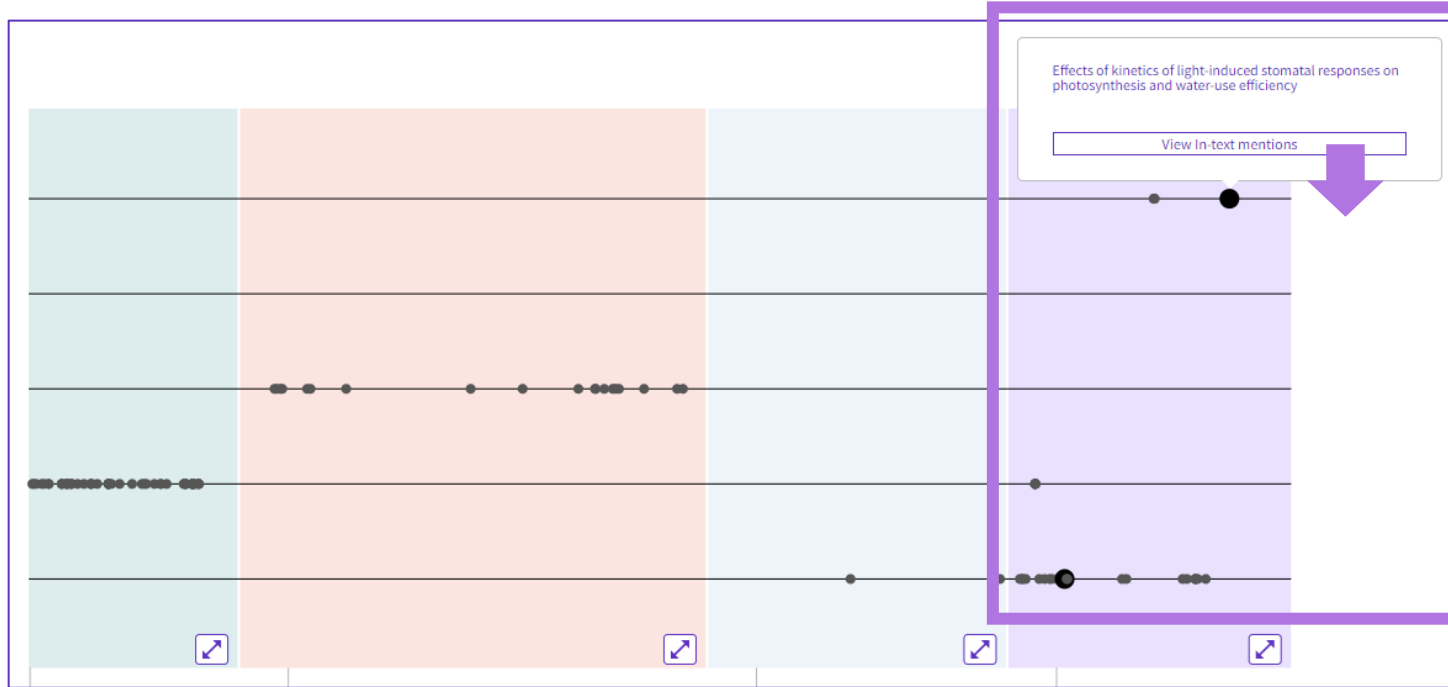 Effects of kinetics of light-induced stomatal responses on
photosynthesis and water-use efficiency
View In-text mentions